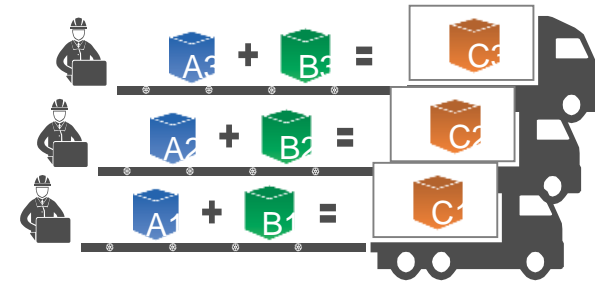 A3 + B3 = C3
A2 + B2 = C2
A1 + B1 = C1